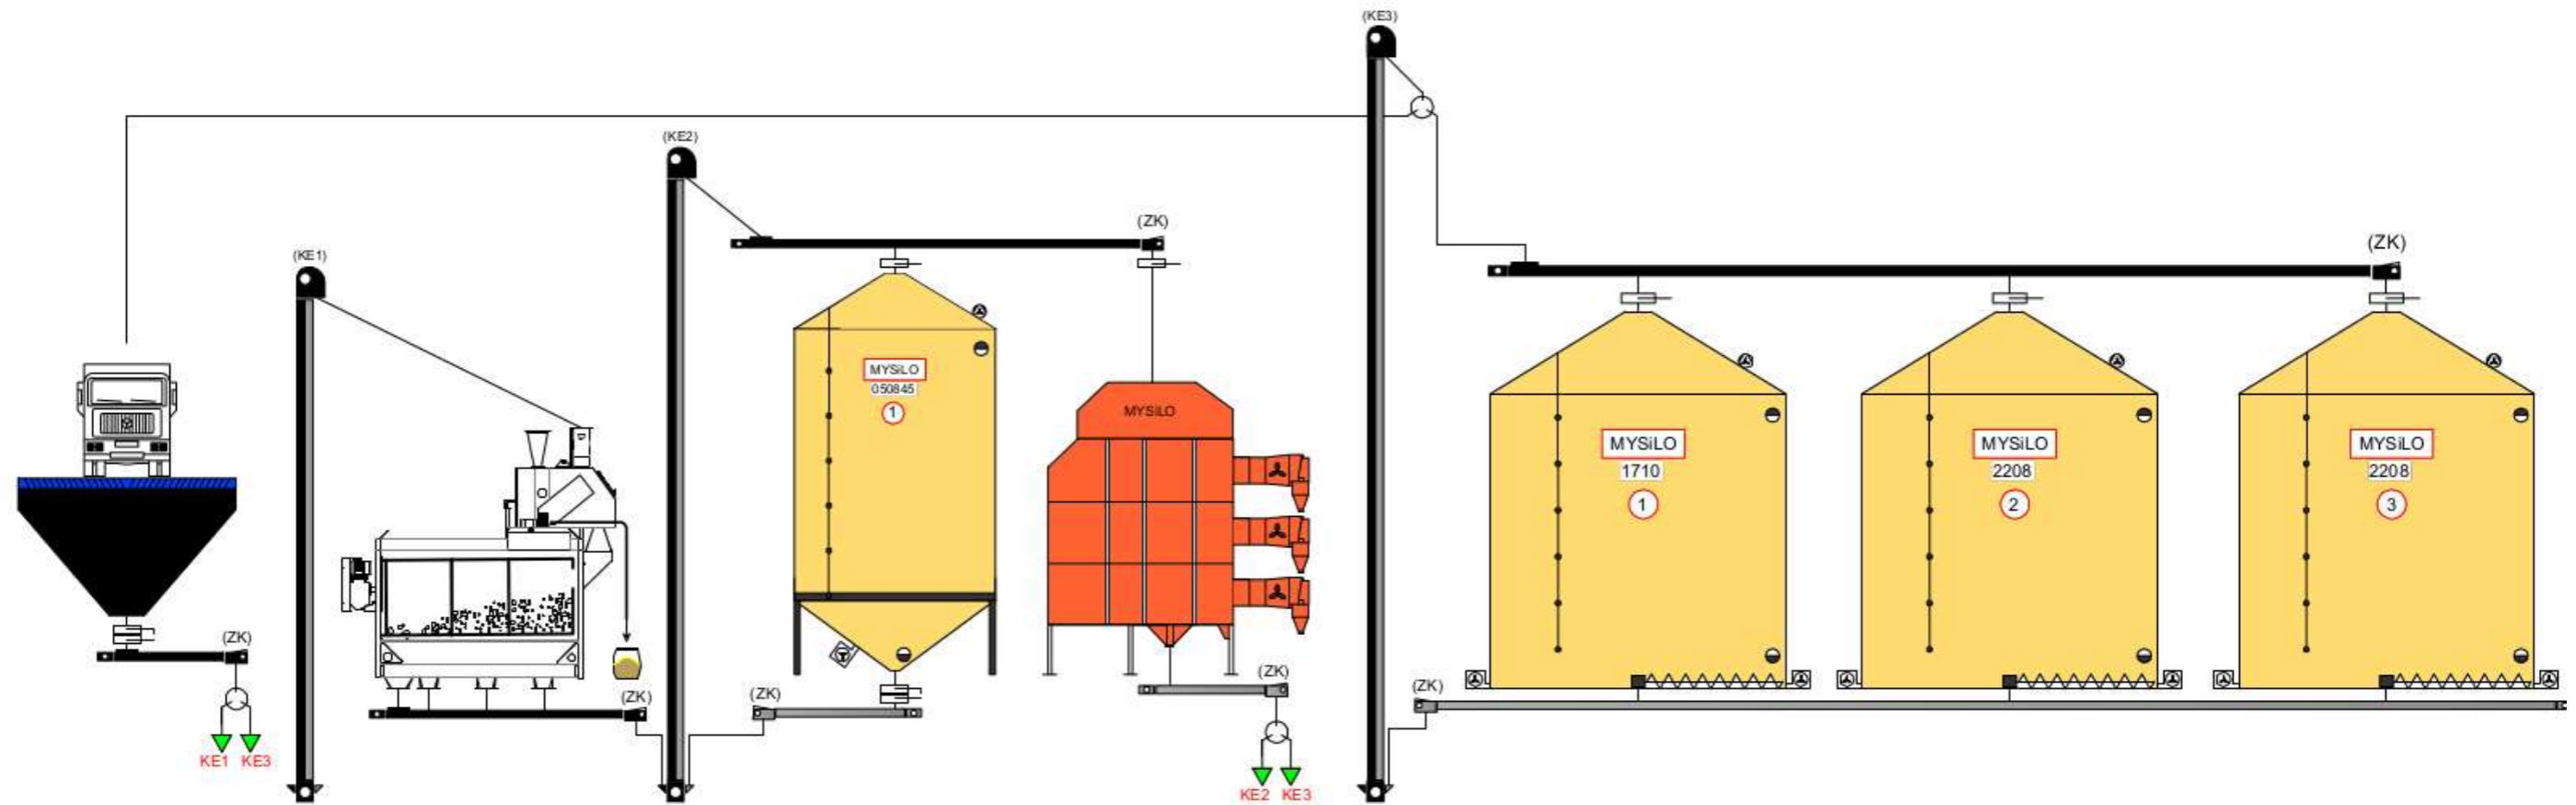 (KE3)
(KE2)
(ZK)
(ZK)
(KE1)
MYSiLO
050845
1
MYSiLO
MYSiLO
1710
1
MYSiLO
2208
2
MYSiLO
2208
3
(ZK)
(ZK)
(ZK)
(ZK)
(ZK)
KE1 KE3
KE2 KE3